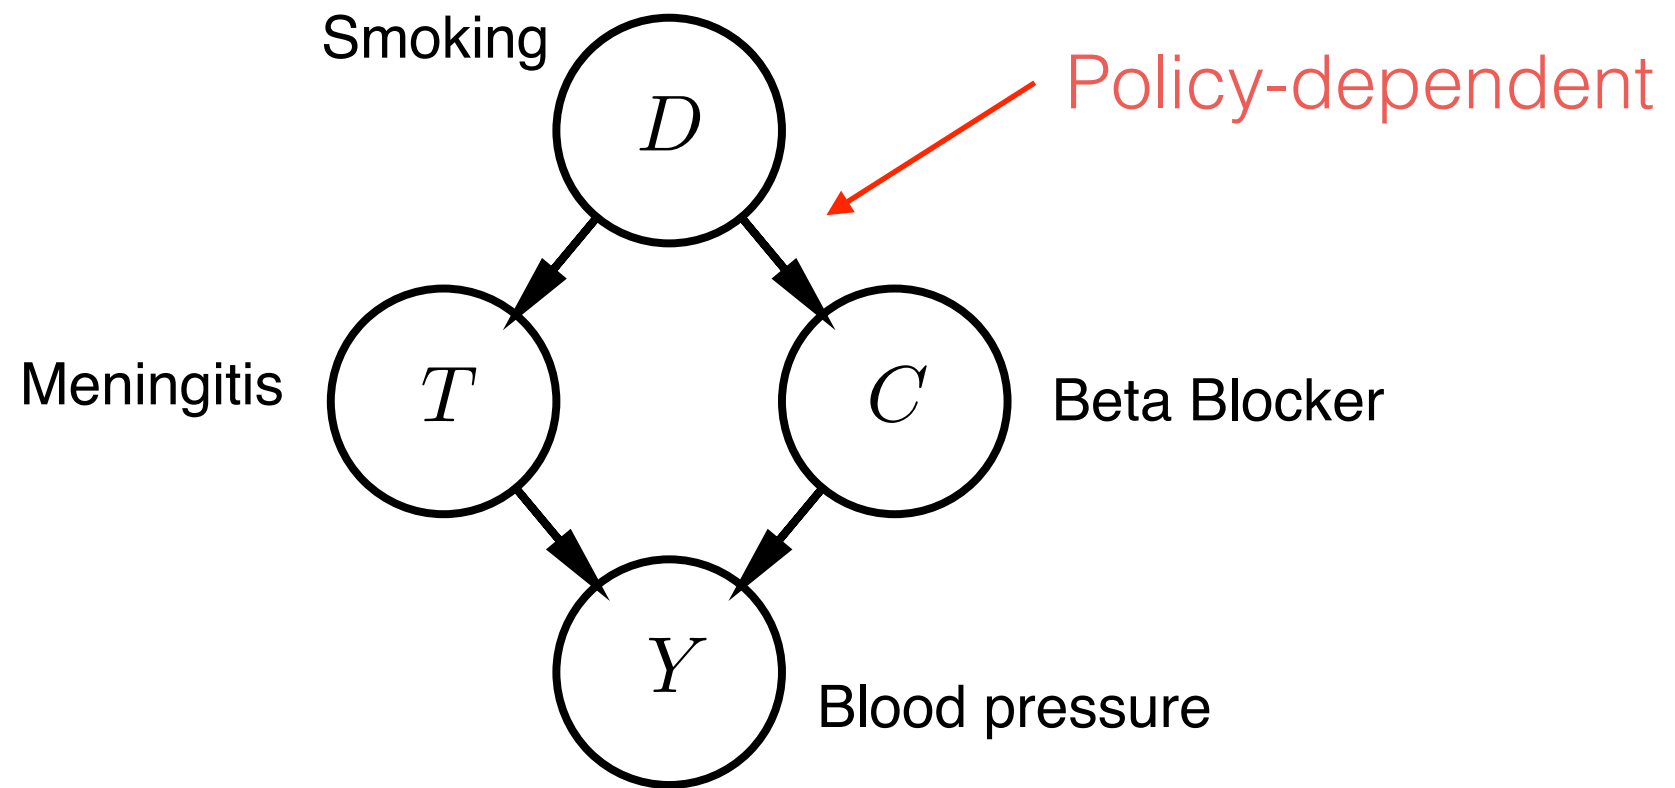 Smoking
D
Policy-dependent
Meningitis
T
C
Beta Blocker
Y
Blood pressure